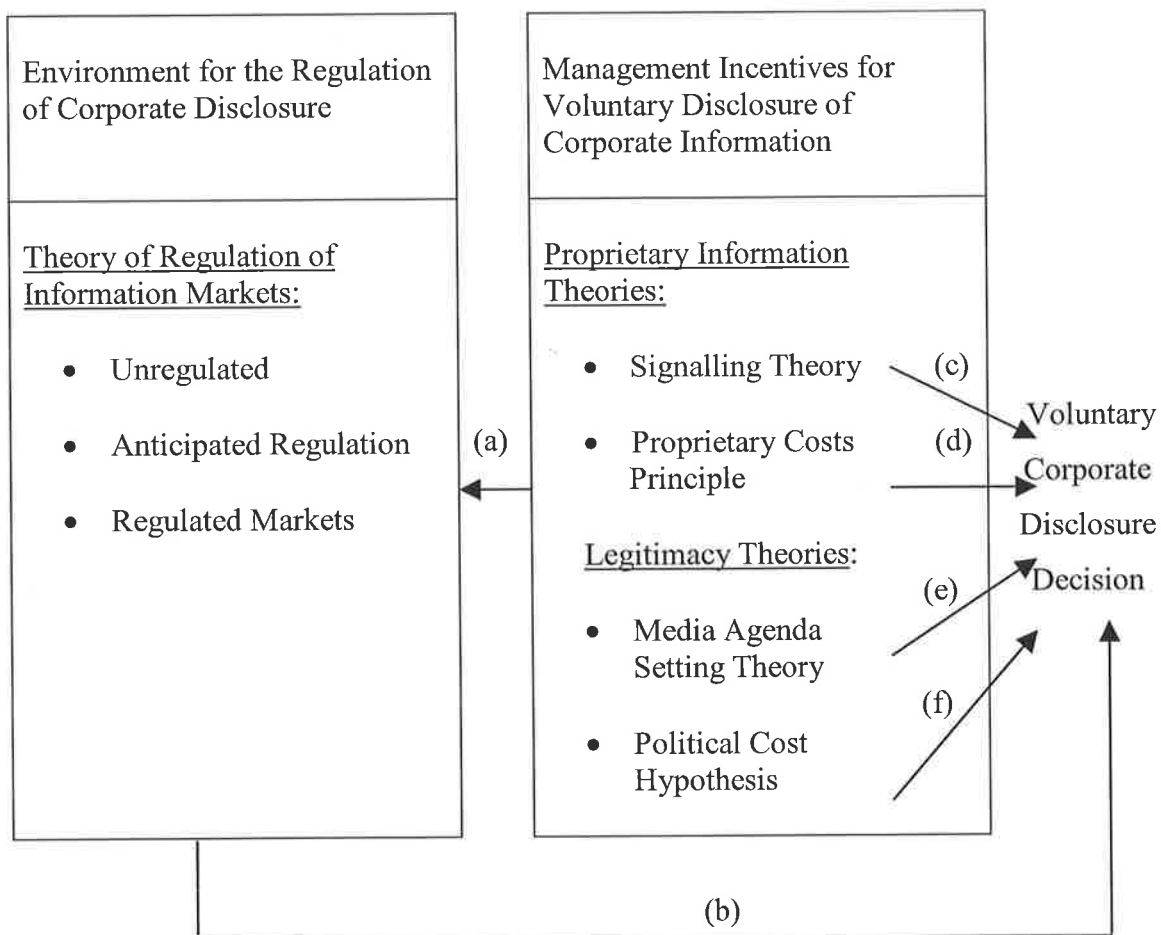 Environment for the Regulation
of Corporate Disclosure
Theory of Regulation of
Information Markets:
• Unregulated
• Anticipated Regulation
• Regulated Markets
(a)
Management Incentives for
Voluntary Disclosure of
Corporate Information
Proprietary Information
Theories:
• Signalling Theory
(c)
• Proprietary Costs
Principle
(d)
Legitimacy Theories:
• Media Agenda
Setting Theory
(e)
• Political Cost
Hypothesis
(f)
Voluntary
Corporate
Disclosure
Decision
(b)